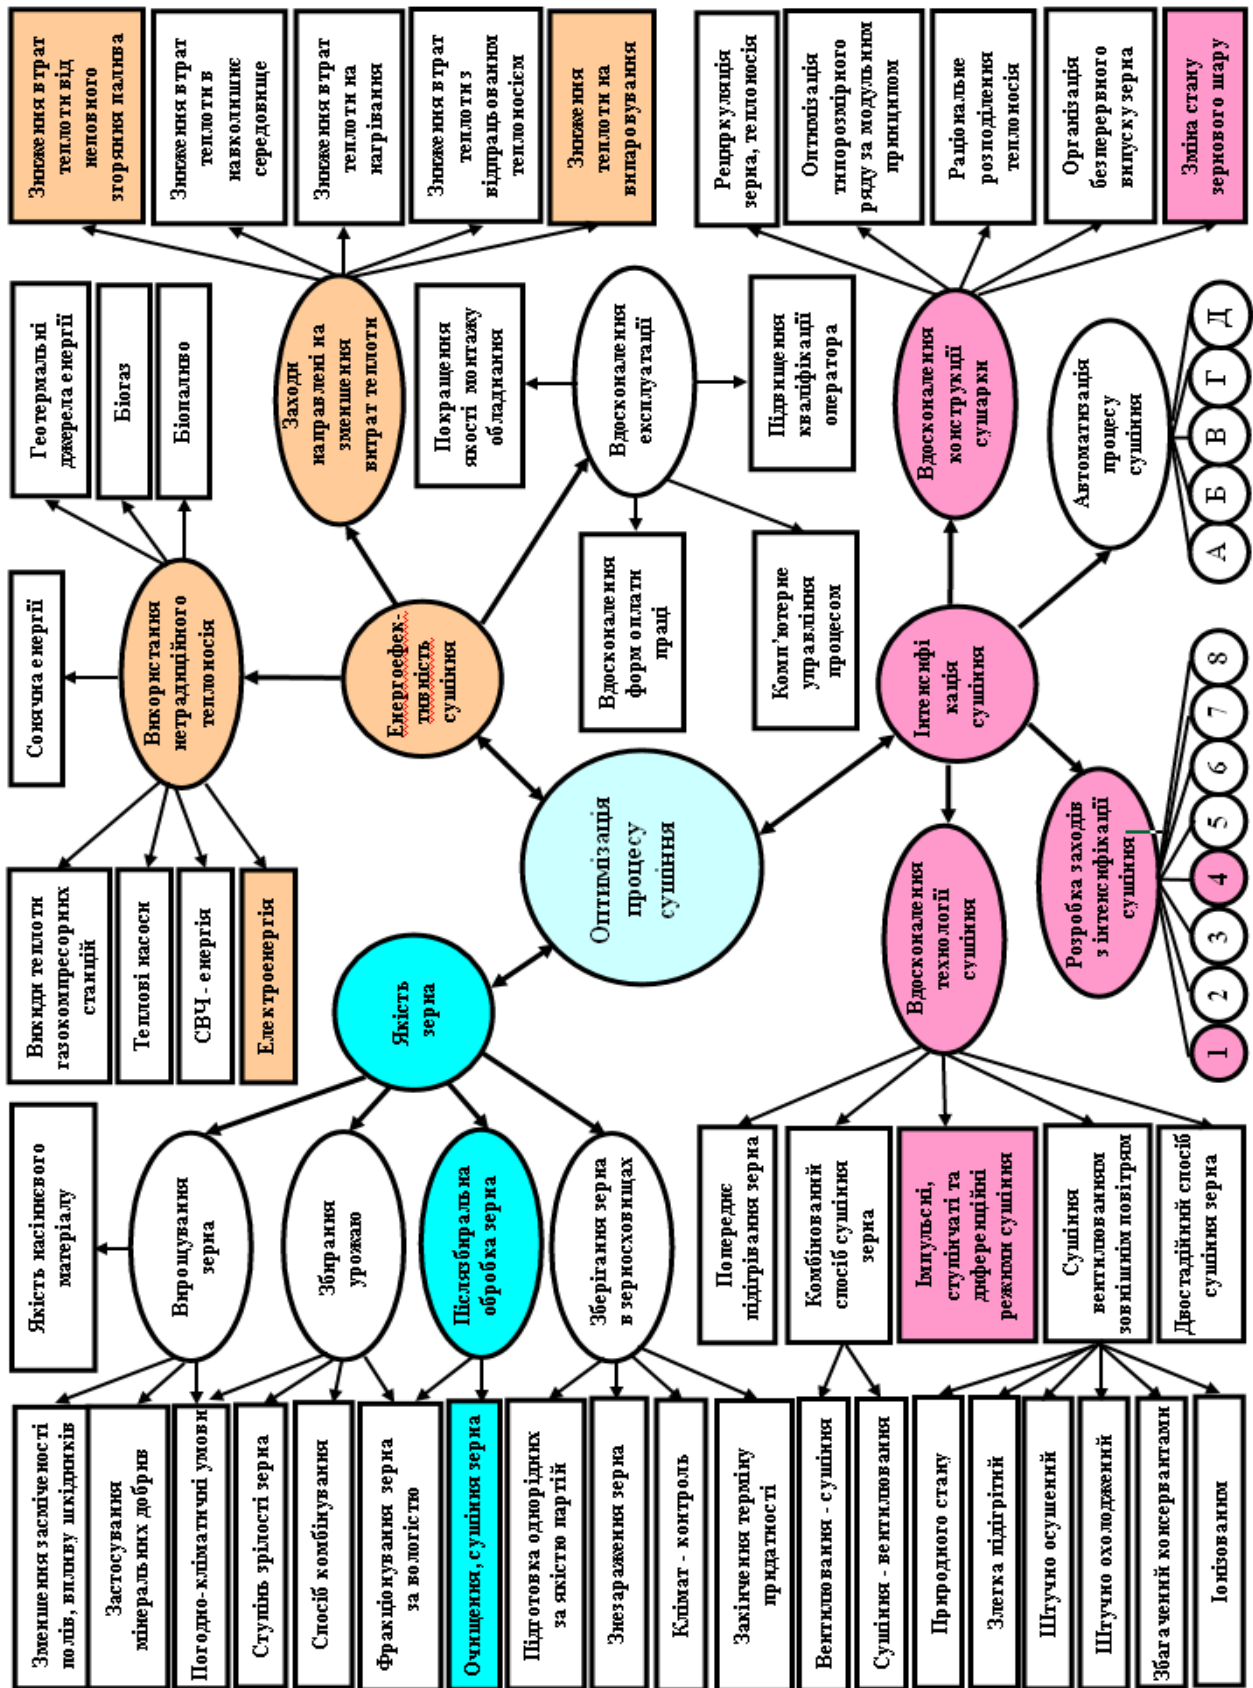 Зменшення засміченості
полів, впливу шкідників
Застосування
мінеральних добрив
Погодно-кліматичні умови
Ступінь зрілості зерна
Спосіб комбінування
Фракціонування зерна
за вологістю
Очищення, сушіння зерна
Підготовка однорідних
за якістю партій
Знезараження зерна
Клімат - контроль
Закінчення терміну
придатності
Вентилювання - сушіння
Сушіння - вентилювання
Природного стану
Злегка підігрітий
Штучно осушений
Штучно охолоджений
Збагачений консервантами
Іонізованим
Якість насіннєвого
матеріалу
Вирощування
зерна
Збирання
урожаю
Післязбиральна
обробка зерна
Зберігання зерна
в зерносховищах
Попереднє
підігрівання зерна
Комбінований
спосіб сушіння
зерна
Імпульсні,
ступінчаті та
диференційні
режими сушіння
Сушіння
вентилюванням
зовнішнім повітрям
Двостадійний спосіб
сушіння зерна
Викиди теплоти
газокомпресорних
станцій
Теплові насоси
СВЧ - енергія
Електроенергія
Якість
зерна
Оптимізація
процесу
сушіння
Вдосконалення
технології
сушіння
Розробка заходів
з інтенсифікації
сушіння
1
2
3
4
5
6
7
8
Сонячна енергії
Використання
нетрадиційного
теплоносія
Енергоефек-
тивність
сушіння
Вдосконалення
форм оплати
праці
Комп’ютерне
управління
процесом
Інтенсифі
кація
сушіння
Геотермальні
джерела енергії
Біогаз
Біопаливо
Заходи
направлені на
зменшення
витрат теплоти
Покращення
якості монтажу
обладнання
Вдосконалення
експлуатації
Підвищення
кваліфікації
оператора
Вдосконалення
конструкції
сушарки
Автоматизація
процесу
сушіння
А
Б
В
Г
Д
Зниження втрат
теплоти від
неповного
згоряння палива
Зниження втрат
теплоти в
навколишнє
середовище
Зниження втрат
теплоти на
нагрівання
Зниження втрат
теплоти з
відпрацьованим
теплоносієм
Зниження
теплоти на
випаровування
Рециркуляція
зерна, теплоносія
Оптимізація
типорозмірного
ряду за модульним
принципом
Раціональне
розподілення
теплоносія
Організація
безперервного
випуску зерна
Зміна стану
зернового шару